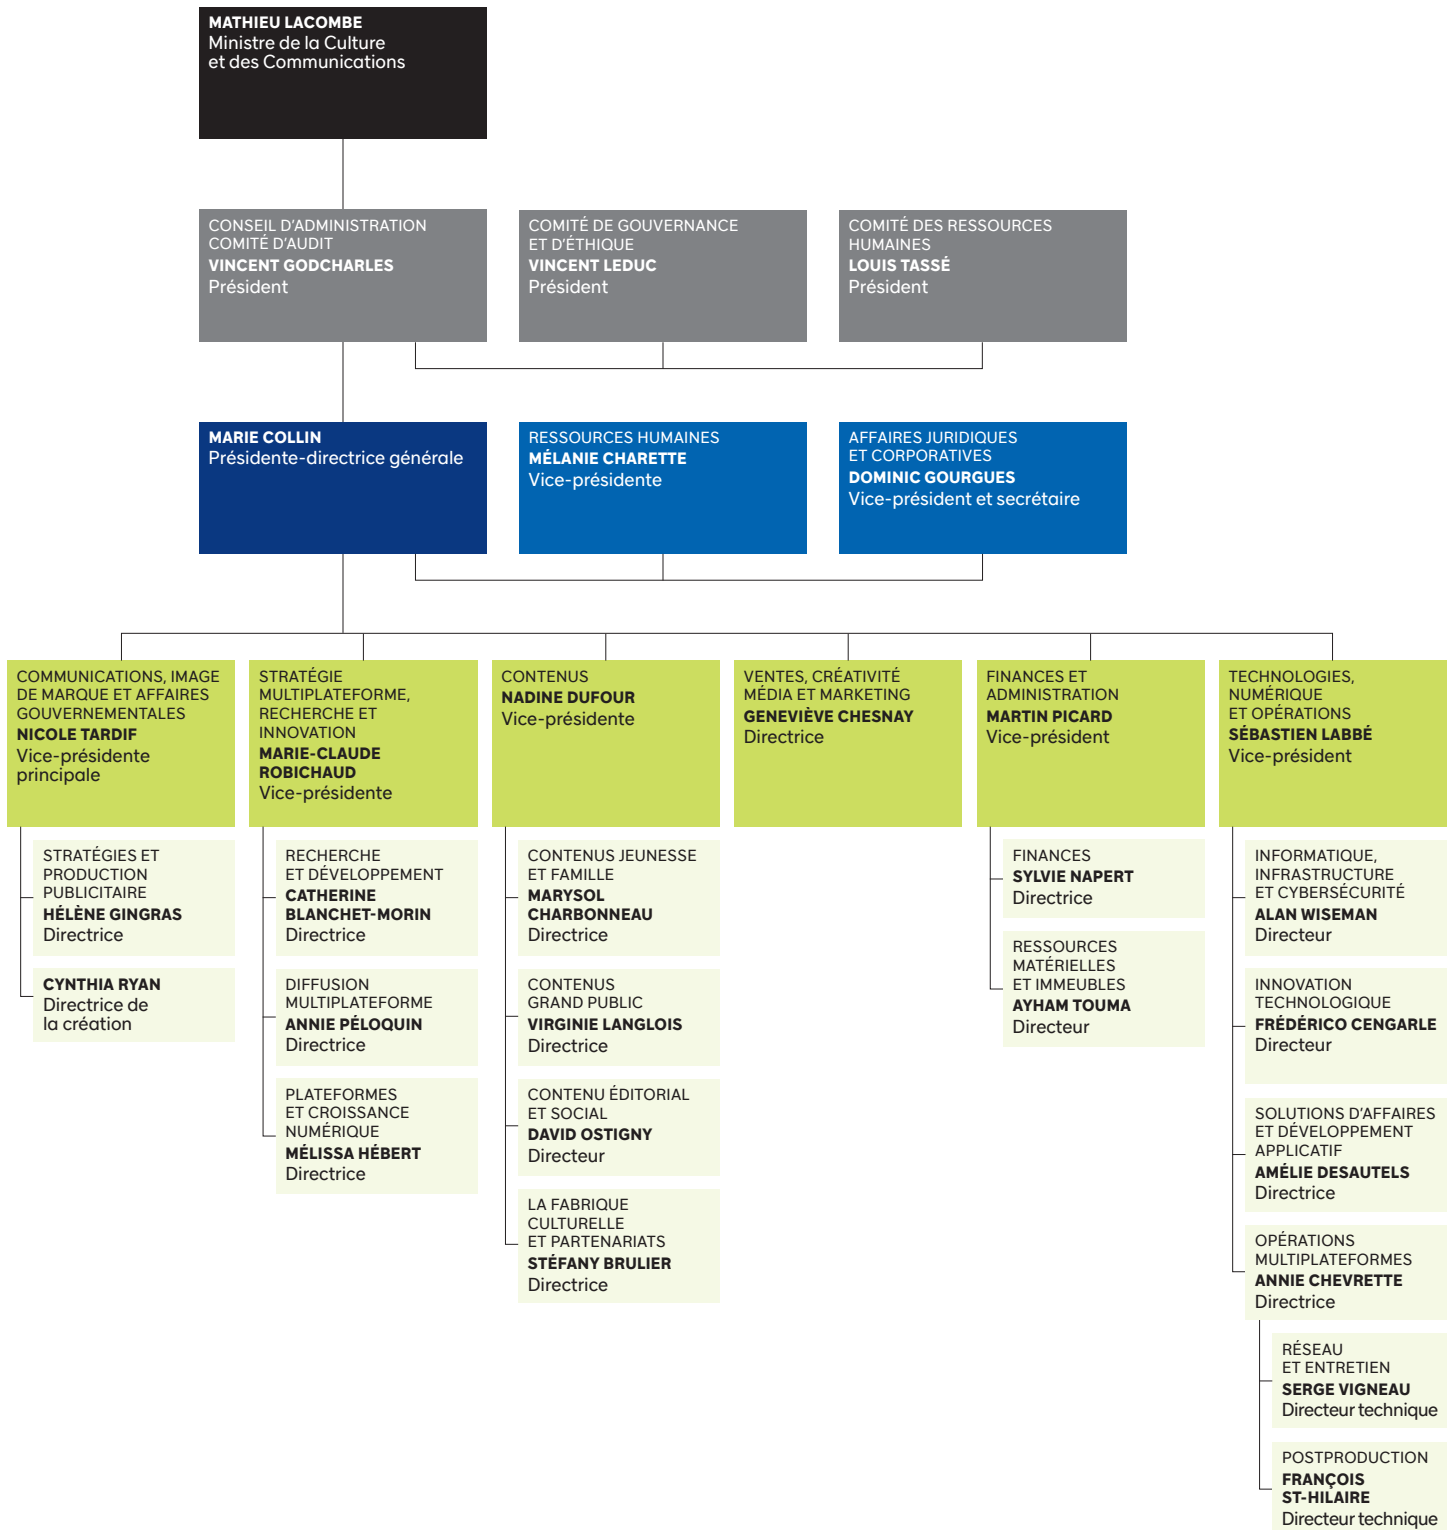 MATHIEU LACOMBE
Ministre de la Culture
et des Communications
CONSEIL D'ADMINISTRATION
COMITÉ D'AUDIT
VINCENT GODCHARLES
Président
COMITÉ DE GOUVERNANCE
ET D'ÉTHIQUE
VINCENT LEDUC
Président
COMITÉ DES RESSOURCES
HUMAINES
LOUIS TASSÉ
Président
MARIE COLLIN
Présidente-directrice générale
RESSOURCES HUMAINES
MÉLANIE CHARETTE
Vice-présidente
AFFAIRES JURIDIQUES
ET CORPORATIVES
DOMINIC GOURGUES
Vice-président et secrétaire
COMMUNICATIONS, IMAGE
DE MARQUE ET AFFAIRES
GOUVERNEMENTALES
NICOLE TARDIF
Vice-présidente
principale
STRATÉGIES ET
PRODUCTION
PUBLICITAIRE
HÉLÈNE GINGRAS
Directrice
CYNTHIA RYAN
Directrice de
la création
STRATÉGIE
MULTIPLATEFORME,
RECHERCHE ET
INNOVATION
MARIE-CLAUDE
ROBICHAUD
Vice-présidente
RECHERCHE
ET DÉVELOPPEMENT
CATHERINE
BLANCHET-MORIN
Directrice
DIFFUSION
MULTIPLATEFORME
ANNIE PÉLOQUIN
Directrice
PLATEFORMES
ET CROISSANCE
NUMÉRIQUE
MÉLISSA HÉBERT
Directrice
CONTENUS
NADINE DUFOUR
Vice-présidente
CONTENUS JEUNESSE
ET FAMILLE
MARYSOL
CHARBONNEAU
Directrice
CONTENUS
GRAND PUBLIC
VIRGINIE LANGLOIS
Directrice
CONTENU ÉDITORIAL
ET SOCIAL
DAVID OSTIGNY
Directeur
LA FABRIQUE
CULTURELLE
ET PARTENARIATS
STÉFANY BRULIER
Directrice
VENTES, CRÉATIVITÉ
MÉDIA ET MARKETING
GENEVIÈVE CHESNAY
Directrice
FINANCES ET
ADMINISTRATION
MARTIN PICARD
Vice-président
FINANCES
SYLVIE NAPERT
Directrice
RESSOURCES
MATÉRIELLES
ET IMMEUBLES
AYHAM TOUMA
Directeur
TECHNOLOGIES,
NUMÉRIQUE
ET OPÉRATIONS
SÉBASTIEN LABBÉ
Vice-président
INFORMATIQUE,
INFRASTRUCTURE
ET CYBERSÉCURITÉ
ALAN WISEMAN
Directeur
INNOVATION
TECHNOLOGIQUE
FRÉDÉRICO CENGARLE
Directeur
SOLUTIONS D'AFFAIRES
ET DÉVELOPPEMENT
APPLICATIF
AMÉLIE DESAUTELS
Directrice
OPÉRATIONS
MULTIPLATEFORMES
ANNIE CHEVRETTE
Directrice
RÉSEAU
ET ENTRETIEN
SERGE VIGNEAU
Directeur technique
POSTPRODUCTION
FRANÇOIS
ST-HILAIRE
Directeur technique